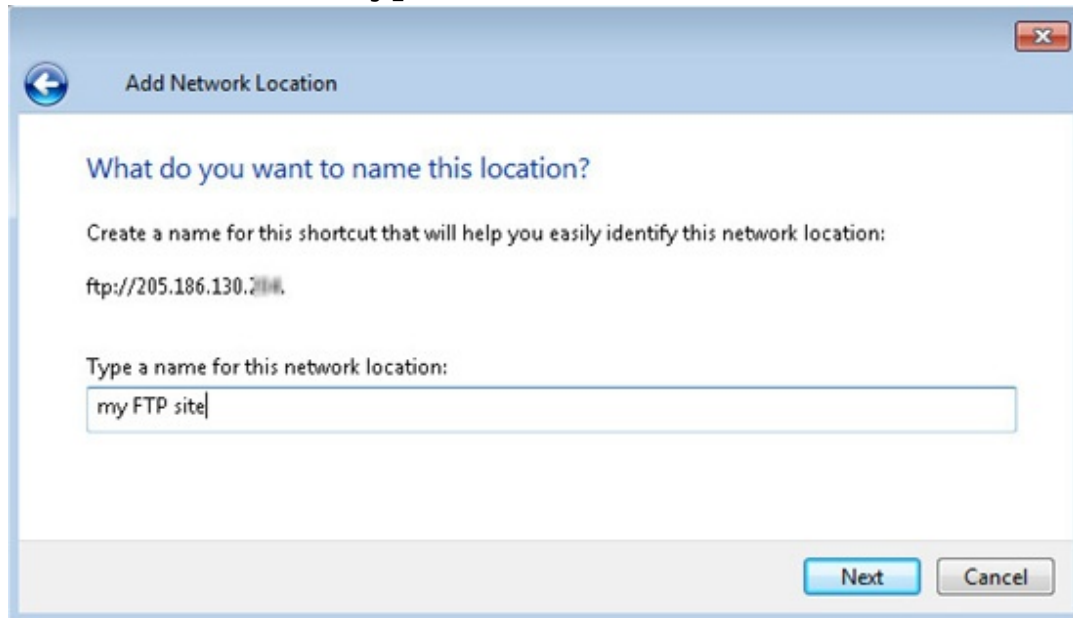 Add Network Location
What do you want to name this location?
Create a name for this shortcut that will help you easily identify this network location:
ftp://205.186.130.
Type a name for this network location:
my FTP site
Next
Cancel